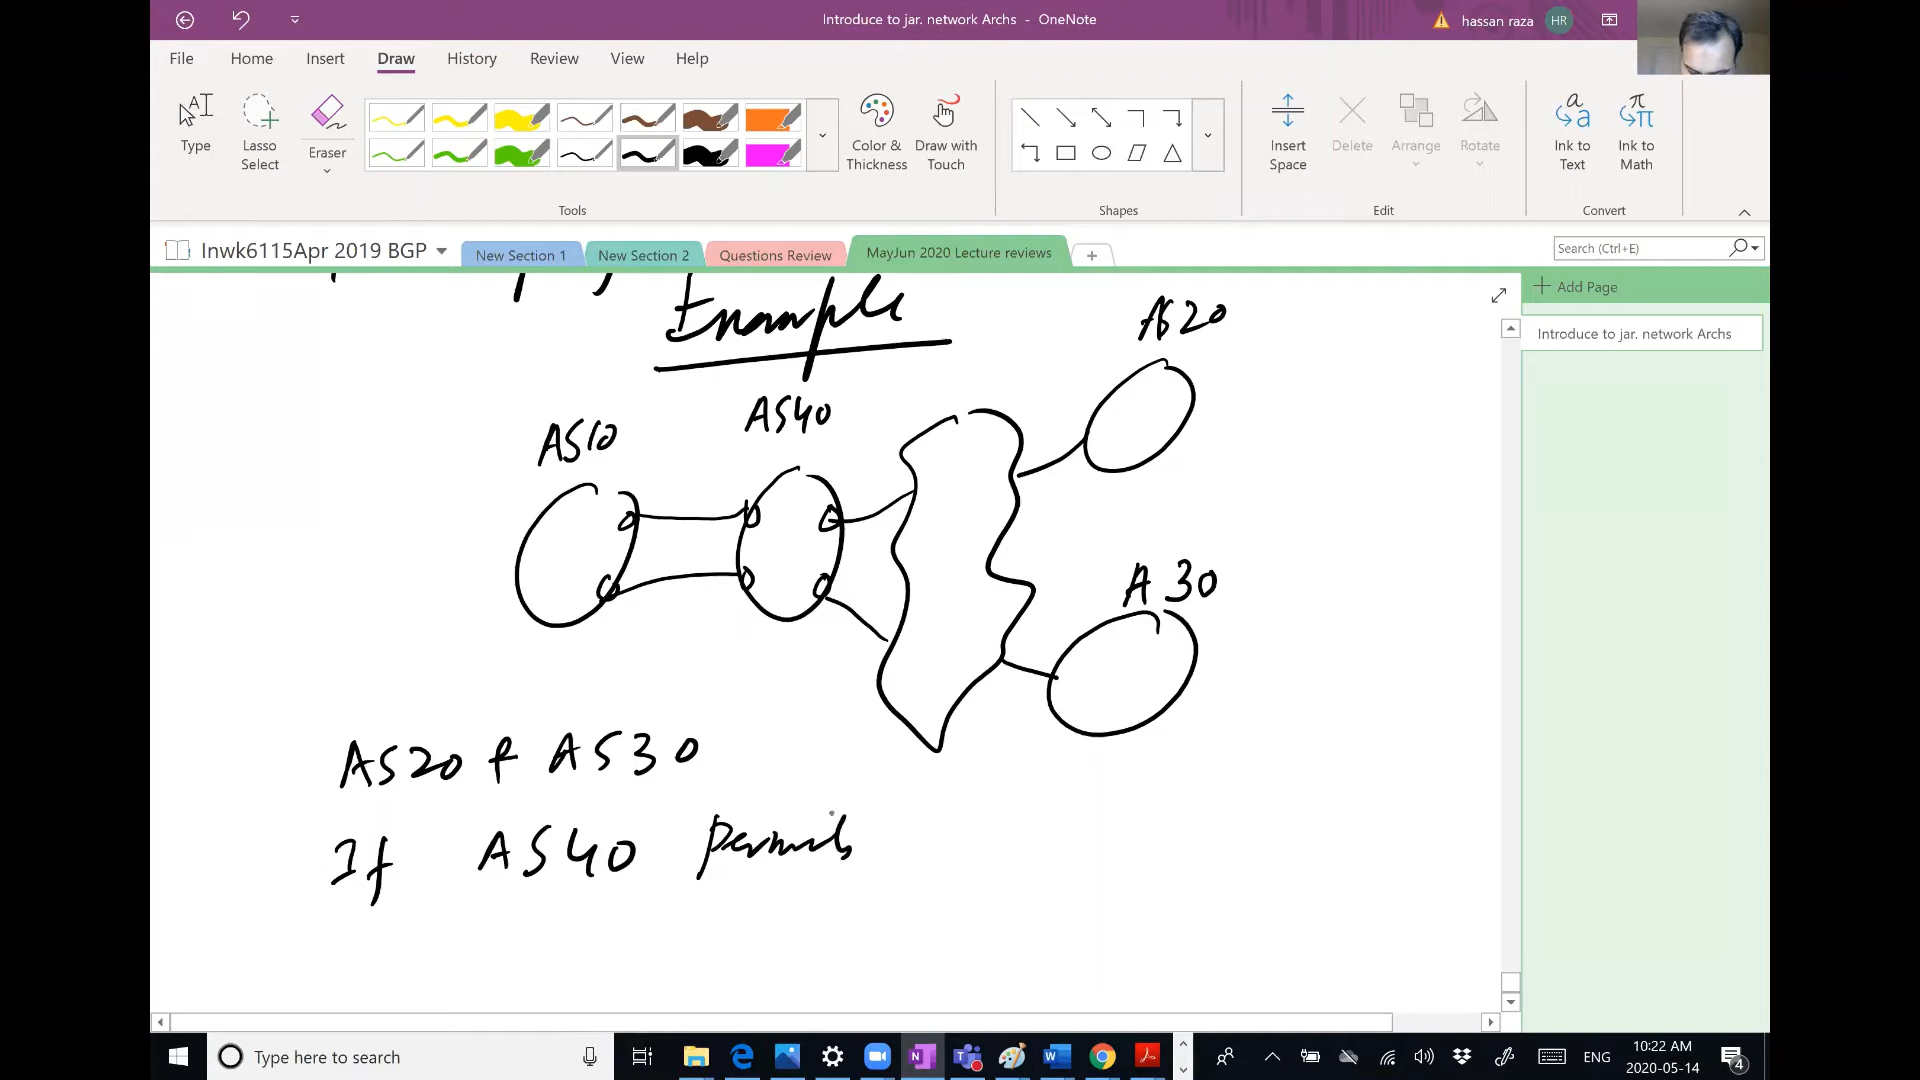 Introduce to jar. network Archs - OneNote
hassan raza HR
File Home Insert Draw History Review View Help
Type
Lasso Select
Eraser
Color & Thickness
Draw with Touch
Insert Space
Delete
Arrange
Rotate
Ink to Text
Ink to Math
Tools Shapes Edit Convert
Inwk6115Apr 2019 BGP New Section 1 New Section 2 Questions Review MayJun 2020 Lecture reviews + Search (Ctrl+E)
Add Page
Introduce to jar. network Archs
Example
AS20
AS40
AS10
A 30
AS20 & AS30
If AS40 permits
Type here to search
ENG
10:22 AM
2020-05-14
4